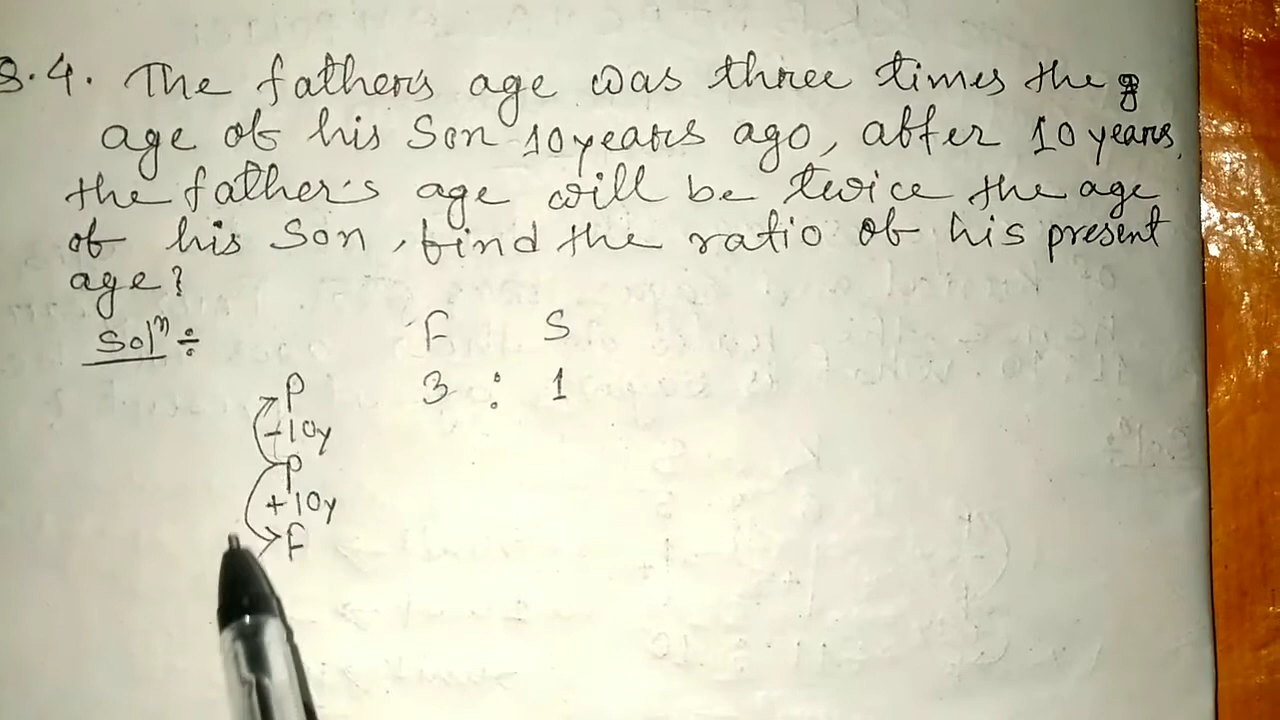 8.4. The father's age was three times the
age of his Son 10 years ago, after 10 years,
the father's age will be twice the age
of his Son, find the ratio of his present
age?
Solⁿ ÷
F S
3 : 1
P
-10y
P
+10y
F